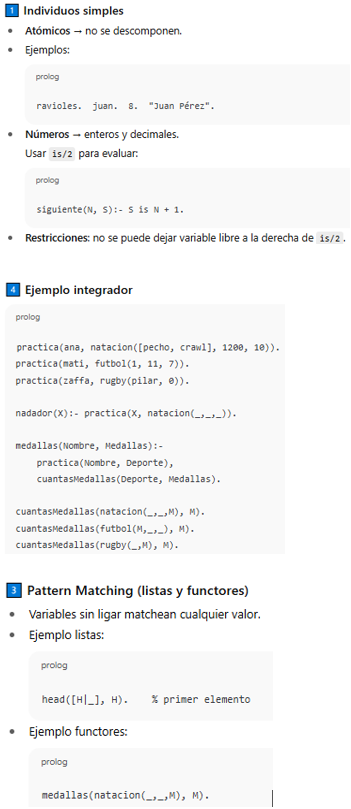 1 Individuos simples
• Atómicos → no se descomponen.
• Ejemplos:
prolog
ravioles. juan. 8. "Juan Pérez".
• Números → enteros y decimales.
Usar is/2 para evaluar:
prolog
siguiente(N, S):- S is N + 1.
• Restricciones: no se puede dejar variable libre a la derecha de is/2.
4 Ejemplo integrador
prolog
practica(ana, natacion([pecho, crawl], 1200, 10)).
practica(mati, futbol(1, 11, 7)).
practica(zaffa, rugby(pilar, 0)).
nadador(X):- practica(X, natacion(_,_,_)).
medallas(Nombre, Medallas):-
practica(Nombre, Deporte),
cuantasMedallas(Deporte, Medallas).
cuantasMedallas(natacion(_,_,M), M).
cuantasMedallas(futbol(M,_,_), M).
cuantasMedallas(rugby(_,M), M).
3 Pattern Matching (listas y functores)
• Variables sin ligar matchean cualquier valor.
• Ejemplo listas:
prolog
head([H|_], H). % primer elemento
• Ejemplo functores:
prolog
medallas(natacion(_,_,M), M).